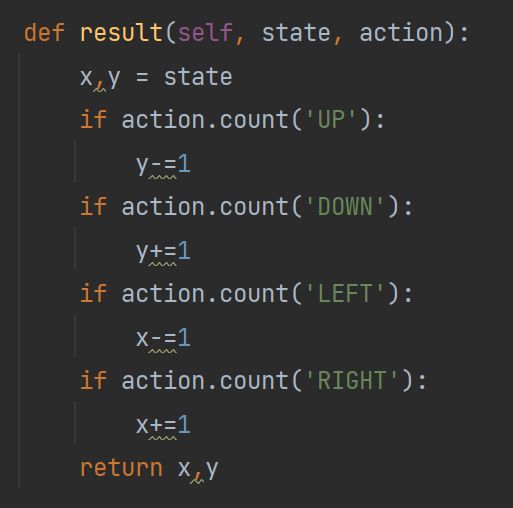 def result(self, state, action):
    x,y = state
    if action.count('UP'):
        y-=1
    if action.count('DOWN'):
        y+=1
    if action.count('LEFT'):
        x-=1
    if action.count('RIGHT'):
        x+=1
    return x,y